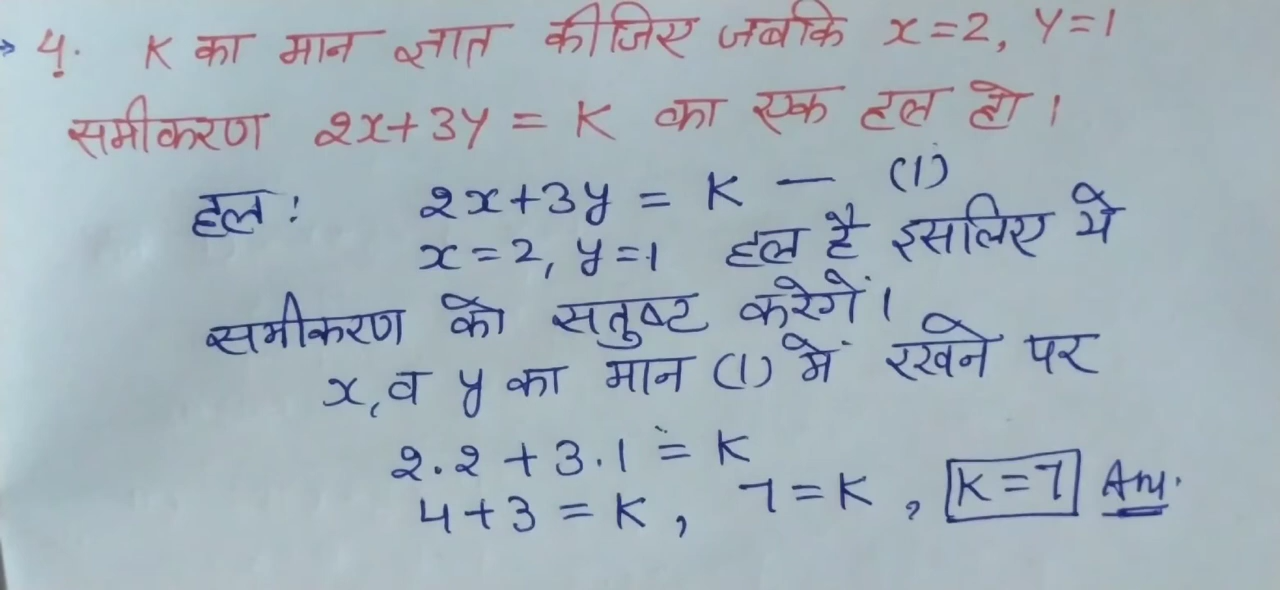 → 4. K का मान ज्ञात कीजिए जबकि x=2, y=1
समीकरण 2x+3y = K का एक हल हो।
हल: 2x+3y = K — (1)
x=2, y=1 हल है इसलिए ये
समीकरण को सतुष्ट करेगें।
x, व y का मान (1) में रखने पर
2.2+3.1 = K
4+3 = K, 7=K, K=7 Ans.